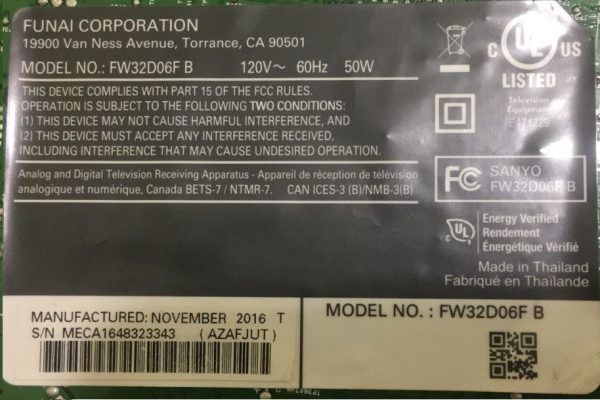 FUNAI CORPORATION
19900 Van Ness Avenue, Torrance, CA 90501
MODEL NO.: FW32D06F B 120V~ 60Hz 50W
THIS DEVICE COMPLIES WITH PART 15 OF THE FCC RULES.
OPERATION IS SUBJECT TO THE FOLLOWING TWO CONDITIONS:
(1) THIS DEVICE MAY NOT CAUSE HARMFUL INTERFERENCE, AND
(2) THIS DEVICE MUST ACCEPT ANY INTERFERENCE RECEIVED,
INCLUDING INTERFERENCE THAT MAY CAUSE UNDESIRED OPERATION.
Analog and Digital Television Receiving Apparatus - Appareil de réception de télévision
analogique et numérique, Canada BETS-7 / NTMR-7. CAN ICES-3 (B)/NMB-3(B)
C UL US
LISTED
Television
Equipment
E471229
FC SANYO
FW32D06F B
C UL
Energy Verified
Rendement
Énergétique Vérifié
Made in Thailand
Fabriqué en Thaïlande
MANUFACTURED: NOVEMBER 2016 T
S/N MECA1648323343 (AZAFJUT)
MODEL NO. : FW32D06F B